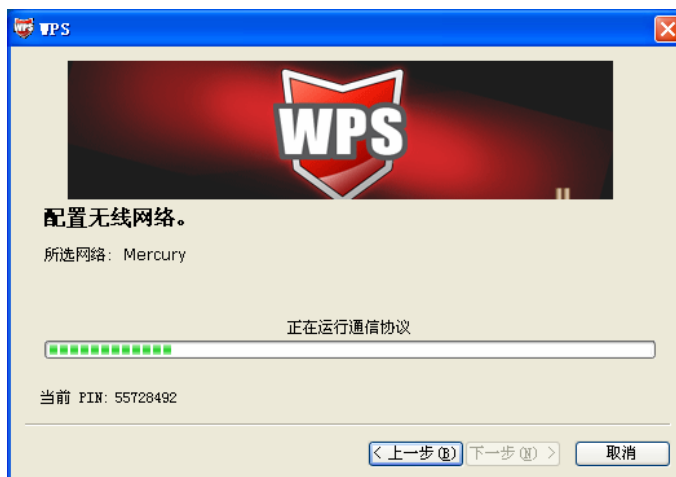 WPS
WPS
配置无线网络。
所选网络: Mercury
正在运行通信协议
当前 PIN: 55728492
< 上一步(B) 下一步(N) > 取消